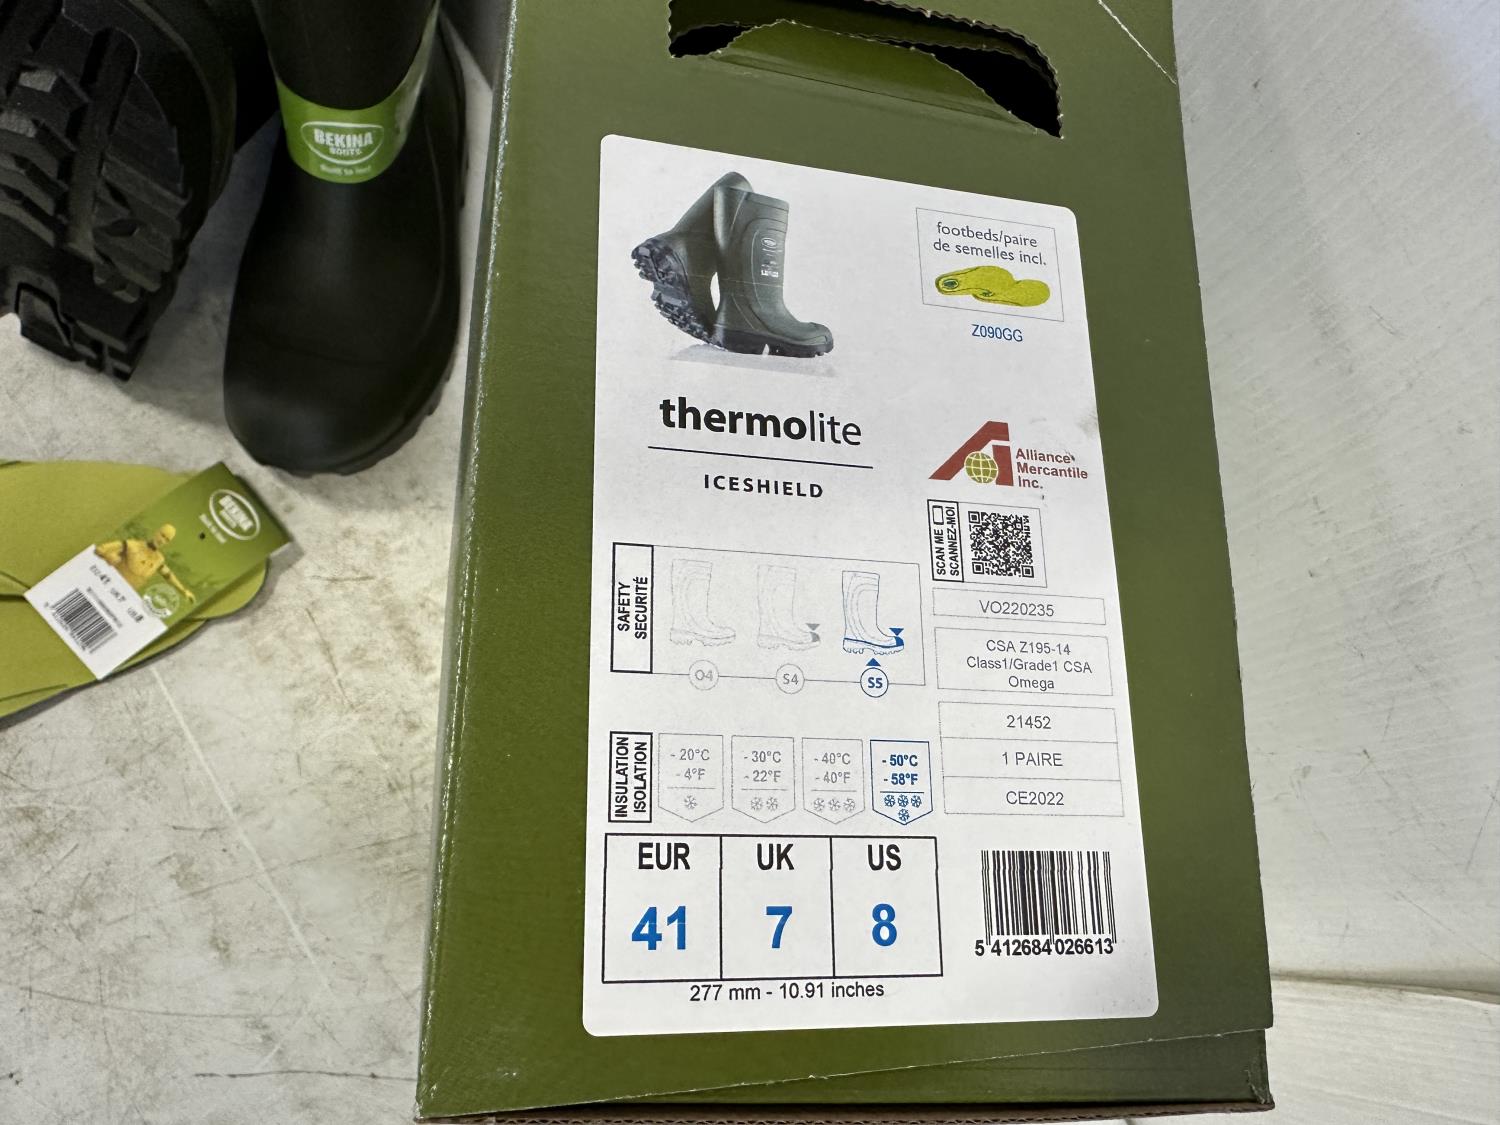 BEKINA
BOOTS
BEKINA
footbeds/paire
de semelles incl.
Z090GG
thermolite
ICESHIELD
Alliance
Mercantile
Inc.
SCAN ME
SCANNEZ-MOI
SAFETY
SECURITÉ
O4
S4
S5
VO220235
CSA Z195-14
Class1/Grade1 CSA
Omega
21452
1 PAIRE
CE2022
INSULATION
ISOLATION
- 20°C
- 4°F
- 30°C
- 22°F
- 40°C
- 40°F
- 50°C
- 58°F
EUR
UK
US
41
7
8
277 mm - 10.91 inches
5 412684 026613